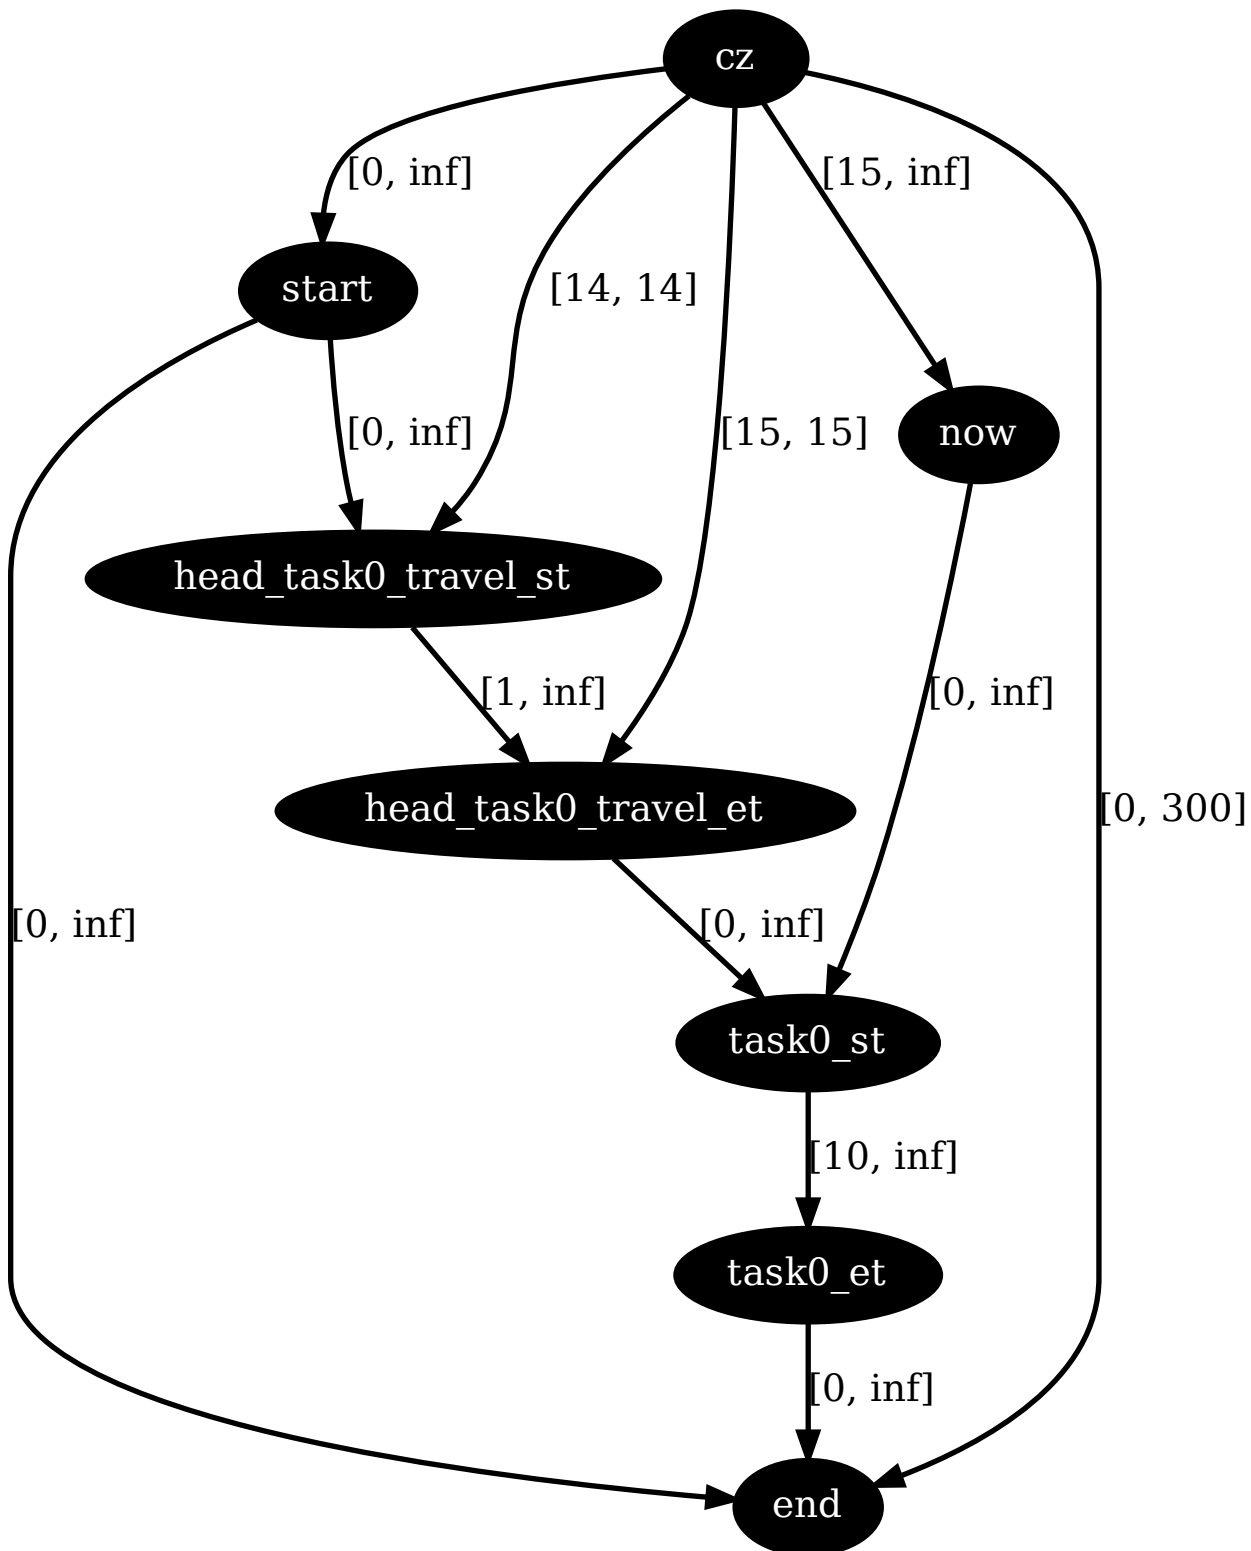 cz
[0, inf]
[15, inf]
start
[14, 14]
[0, inf]
[15, 15]
now
head_task0_travel_st
[1, inf]
[0, inf]
head_task0_travel_et
[0, 300]
[0, inf]
[0, inf]
task0_st
[10, inf]
task0_et
[0, inf]
end